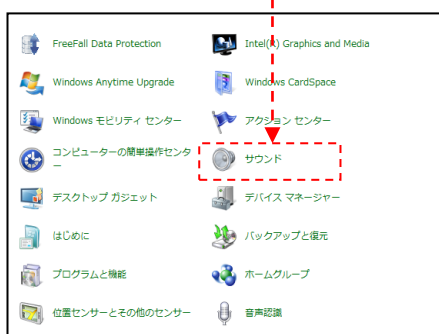 FreeFall Data Protection
Intel(R) Graphics and Media
Windows Anytime Upgrade
Windows CardSpace
Windows モビリティ センター
アクション センター
コンピューターの簡単操作センタ
ー
サウンド
デスクトップ ガジェット
デバイス マネージャー
はじめに
バックアップと復元
プログラムと機能
ホームグループ
位置センサーとその他のセンサー
音声認識